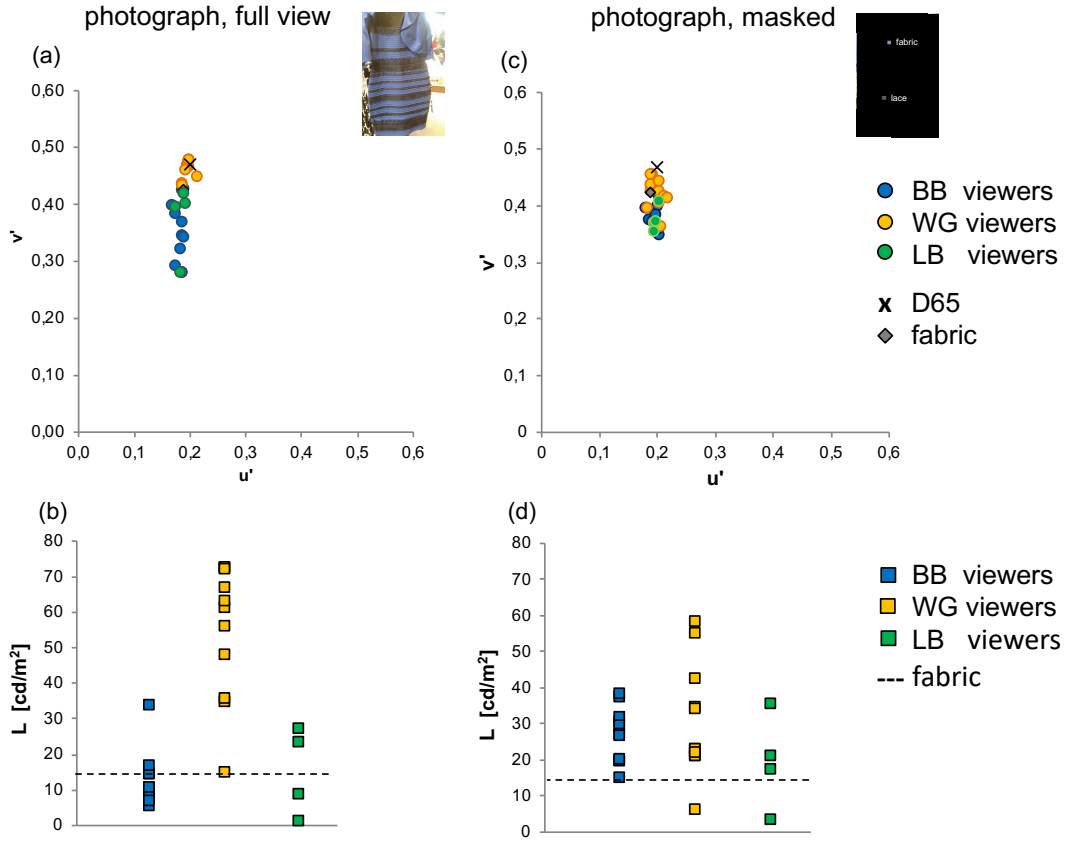 photograph, full view
photograph, masked
(a)
(c)
fabric
lace
0,60
0,50
0,40
0,30
0,20
0,10
0,00
v'
0
0,1
0,2
0,3
0,4
0,5
0,6
u'
0,6
0,5
0,4
0,3
0,2
0,1
0
v'
0
0,1
0,2
0,3
0,4
0,5
0,6
u'
BB viewers
WG viewers
LB viewers
x D65
fabric
(b)
(d)
80
70
60
50
40
30
20
10
0
L [cd/m²]
80
70
60
50
40
30
20
10
0
L [cd/m²]
BB viewers
WG viewers
LB viewers
--- fabric